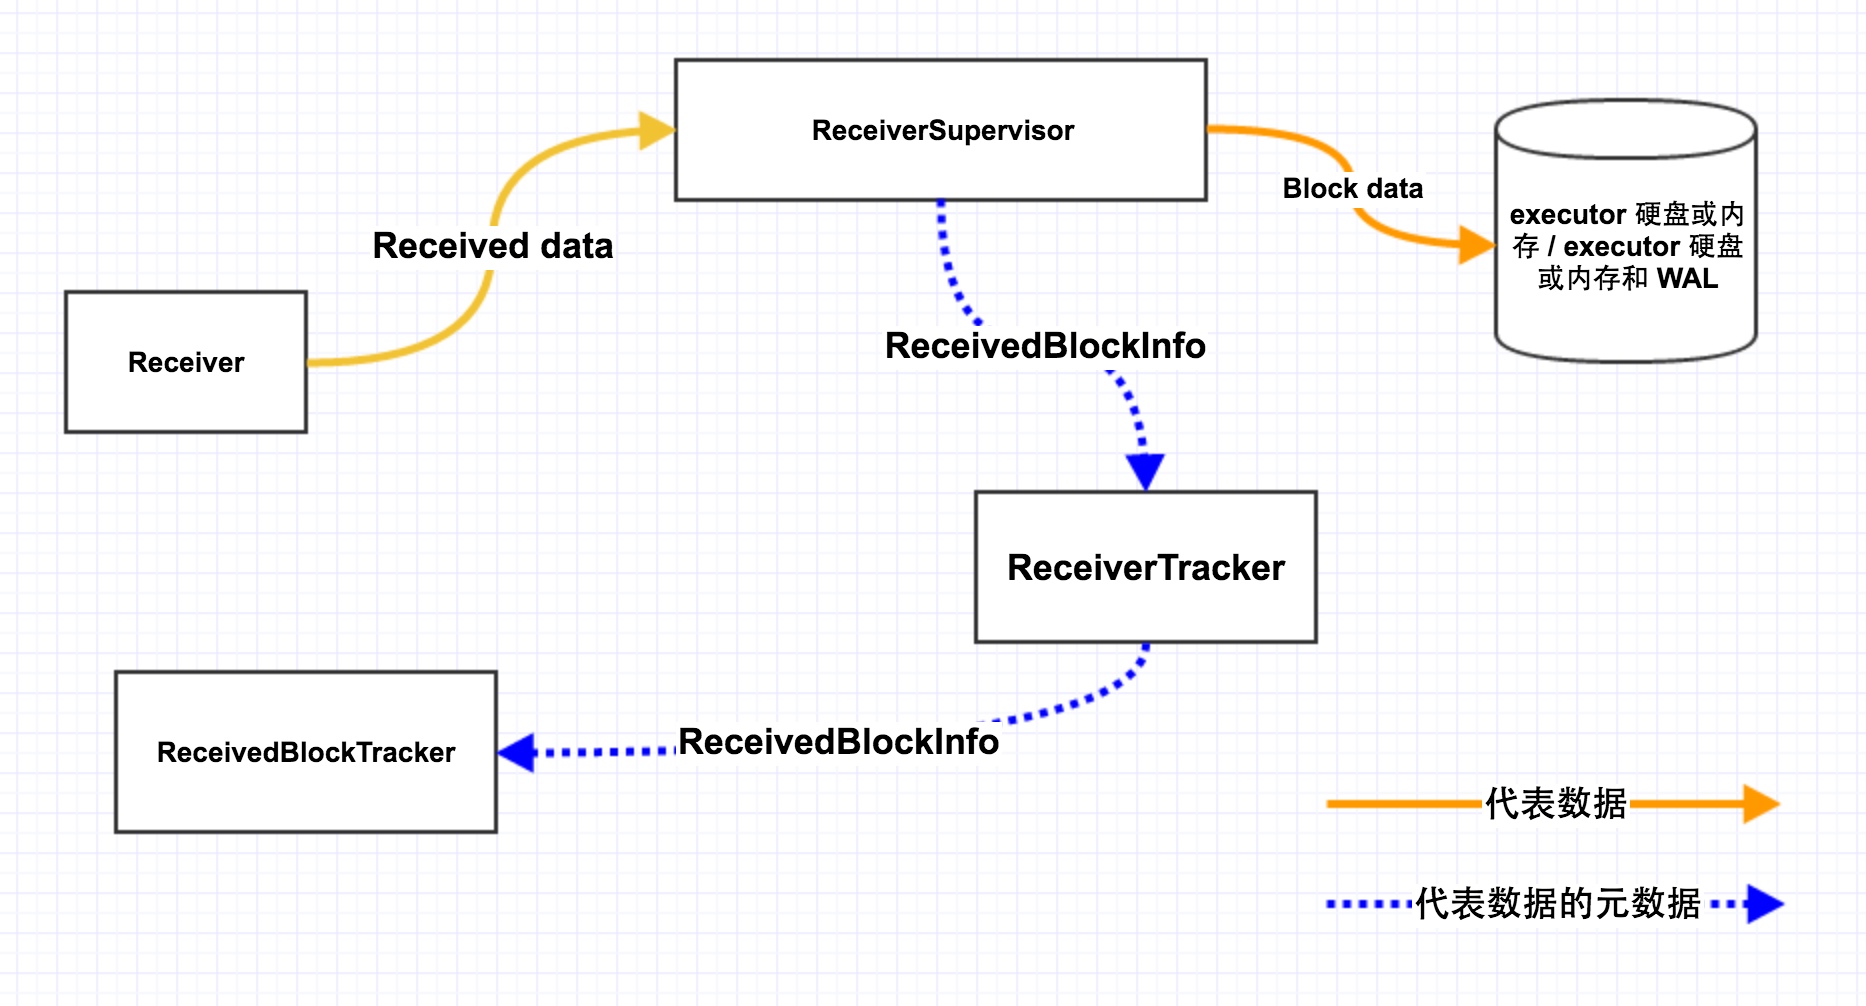 ReceiverSupervisor
Block data
executor 硬盘或内
存 / executor 硬盘
或内存和 WAL
Received data
Receiver
ReceivedBlockInfo
ReceiverTracker
ReceivedBlockInfo
ReceivedBlockTracker
代表数据
代表数据的元数据